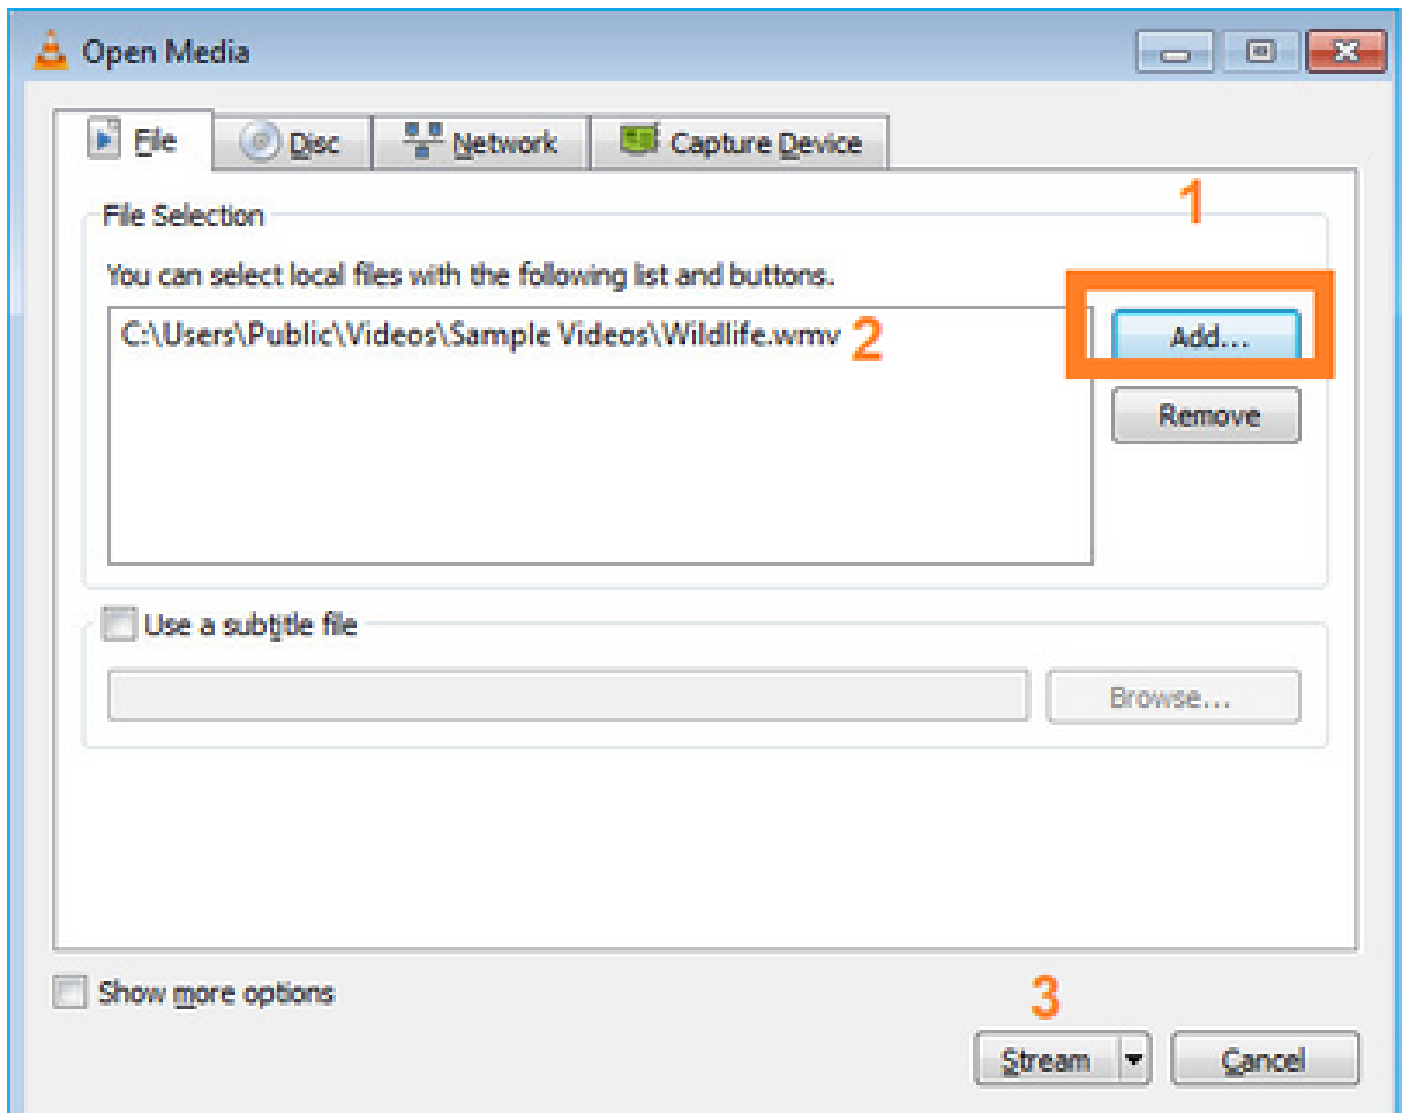 Open Media
File Disc Network Capture Device
1
File Selection
You can select local files with the following list and buttons.
C:\Users\Public\Videos\Sample Videos\Wildlife.wmv 2
Add...
Remove
Use a subtitle file
Browse...
Show more options
3
Stream Cancel